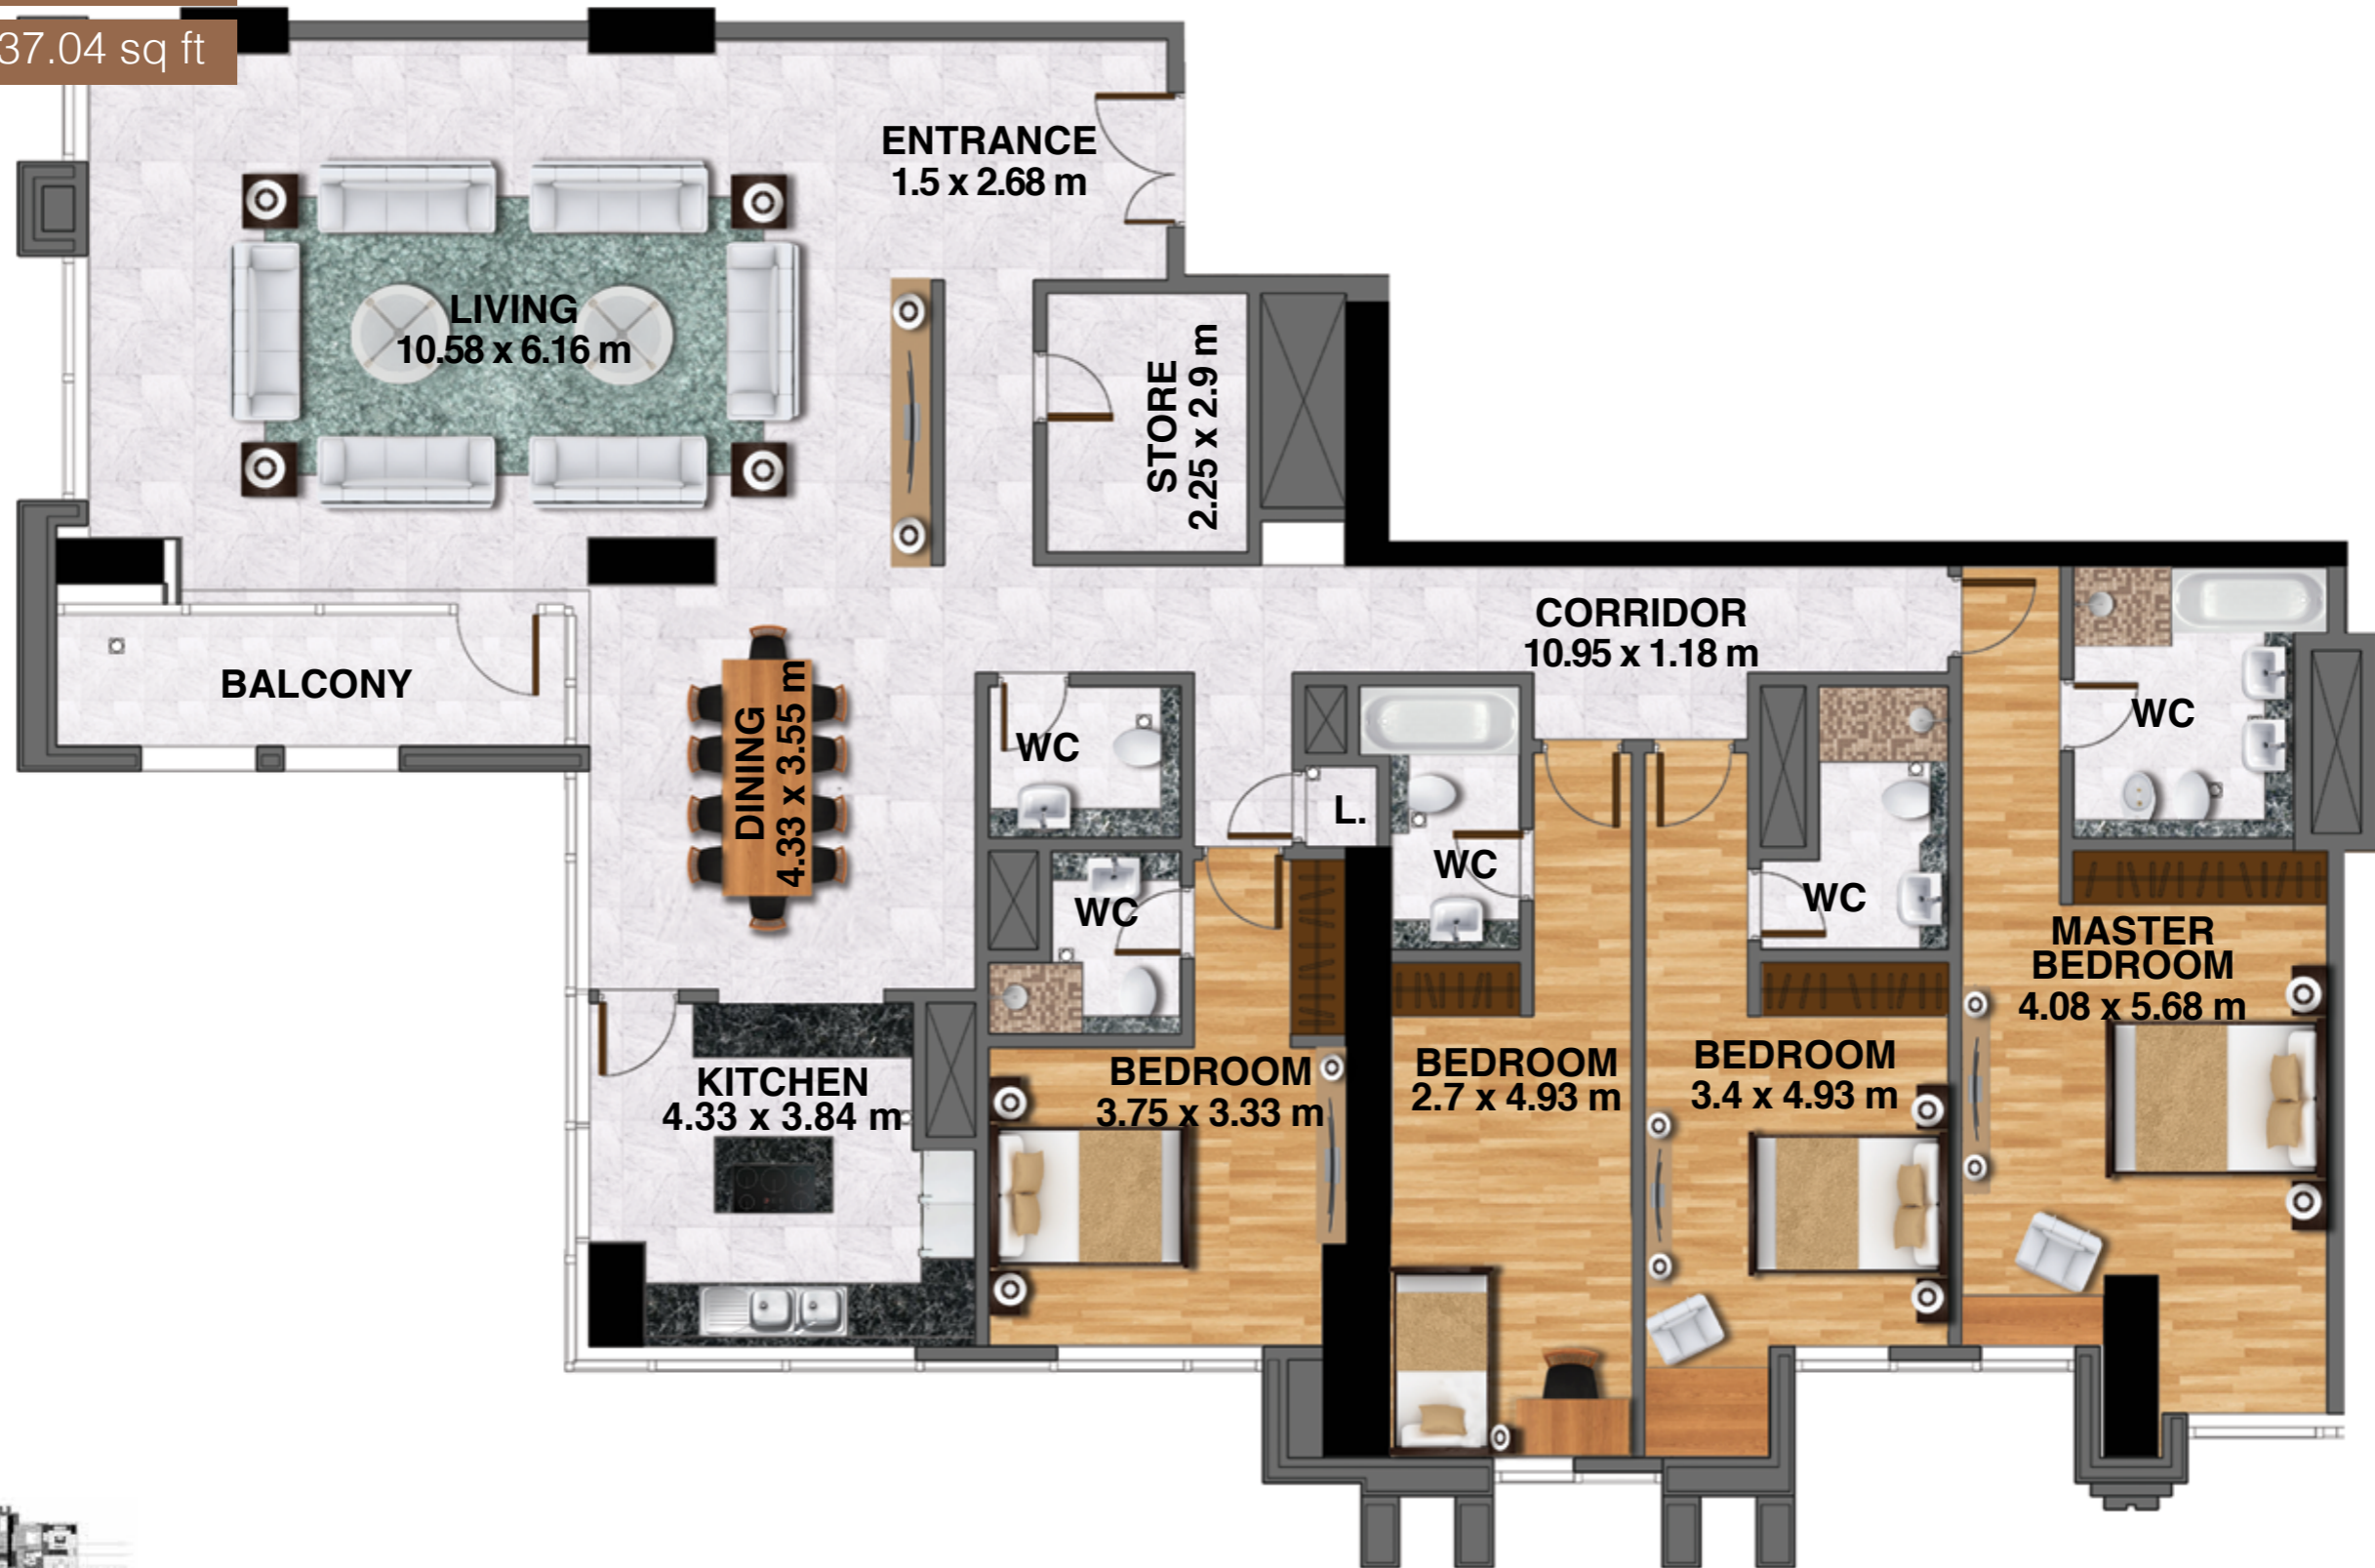 37.04 sq ft
ENTRANCE
1.5 x 2.68 m
LIVING
10.58 x 6.16 m
STORE
2.25 x 2.9 m
CORRIDOR
10.95 x 1.18 m
BALCONY
DINING
4.33 x 3.55 m
WC
WC
L.
WC
WC
WC
MASTER
BEDROOM
4.08 x 5.68 m
KITCHEN
4.33 x 3.84 m
BEDROOM
3.75 x 3.33 m
BEDROOM
2.7 x 4.93 m
BEDROOM
3.4 x 4.93 m